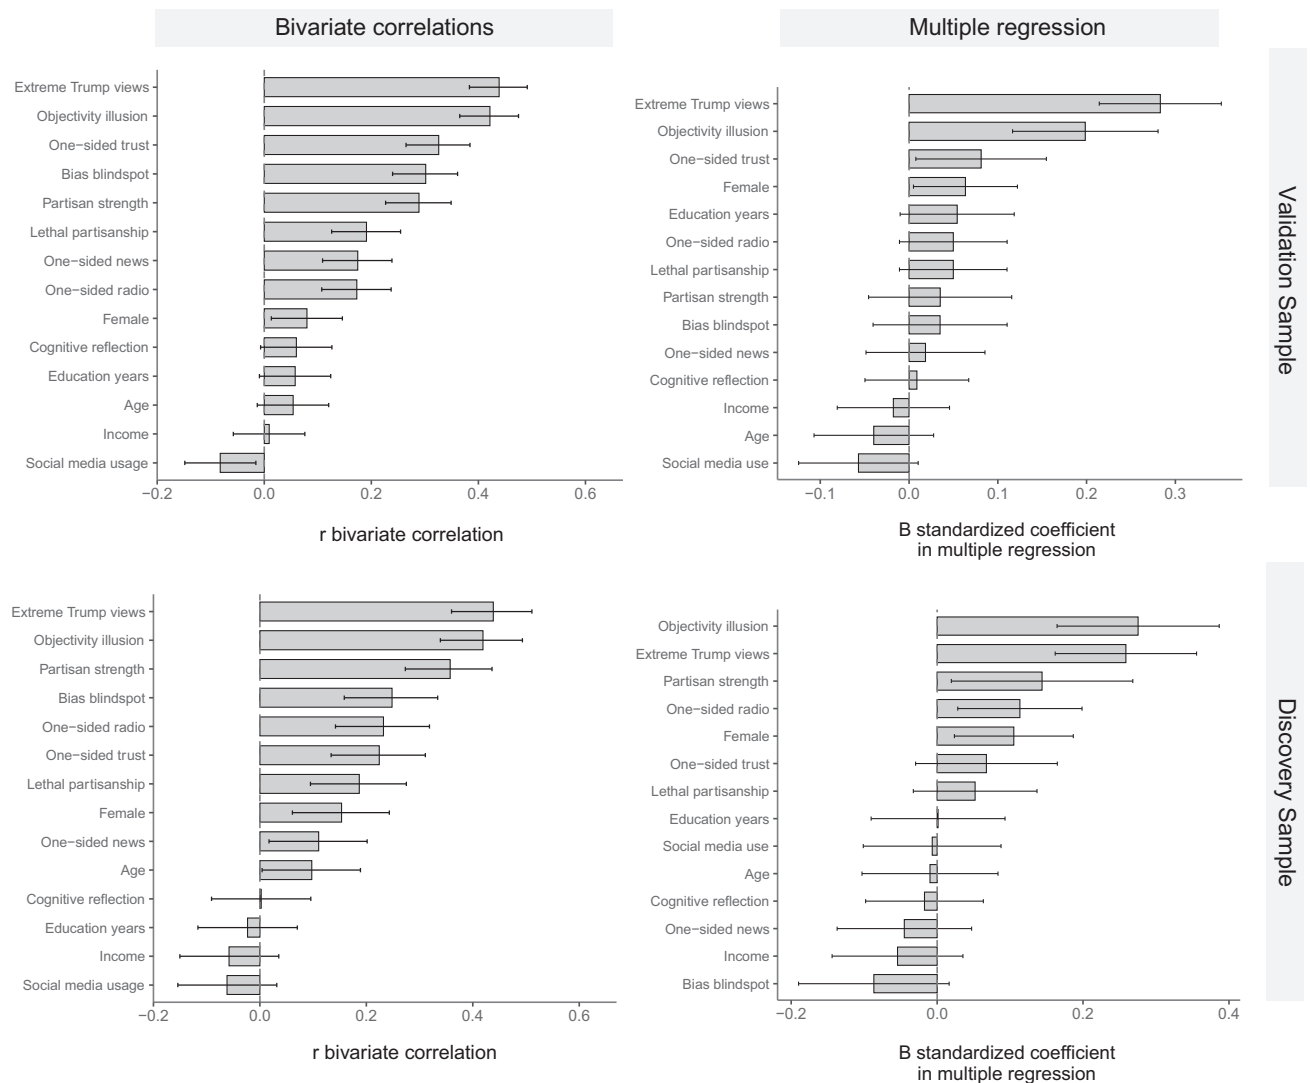 Bivariate correlations
Multiple regression
Extreme Trump views
Objectivity illusion
One−sided trust
Bias blindspot
Partisan strength
Lethal partisanship
One−sided news
One−sided radio
Female
Cognitive reflection
Education years
Age
Income
Social media usage
−0.2 0.0 0.2 0.4 0.6
r bivariate correlation
Extreme Trump views
Objectivity illusion
One−sided trust
Female
Education years
One−sided radio
Lethal partisanship
Partisan strength
Bias blindspot
One−sided news
Cognitive reflection
Income
Age
Social media use
−0.1 0.0 0.1 0.2 0.3
B standardized coefficient
in multiple regression
Validation Sample
Extreme Trump views
Objectivity illusion
Partisan strength
Bias blindspot
One−sided radio
One−sided trust
Lethal partisanship
Female
One−sided news
Age
Cognitive reflection
Education years
Income
Social media usage
−0.2 0.0 0.2 0.4 0.6
r bivariate correlation
Objectivity illusion
Extreme Trump views
Partisan strength
One−sided radio
Female
One−sided trust
Lethal partisanship
Education years
Social media use
Age
Cognitive reflection
One−sided news
Income
Bias blindspot
−0.2 0.0 0.2 0.4
B standardized coefficient
in multiple regression
Discovery Sample